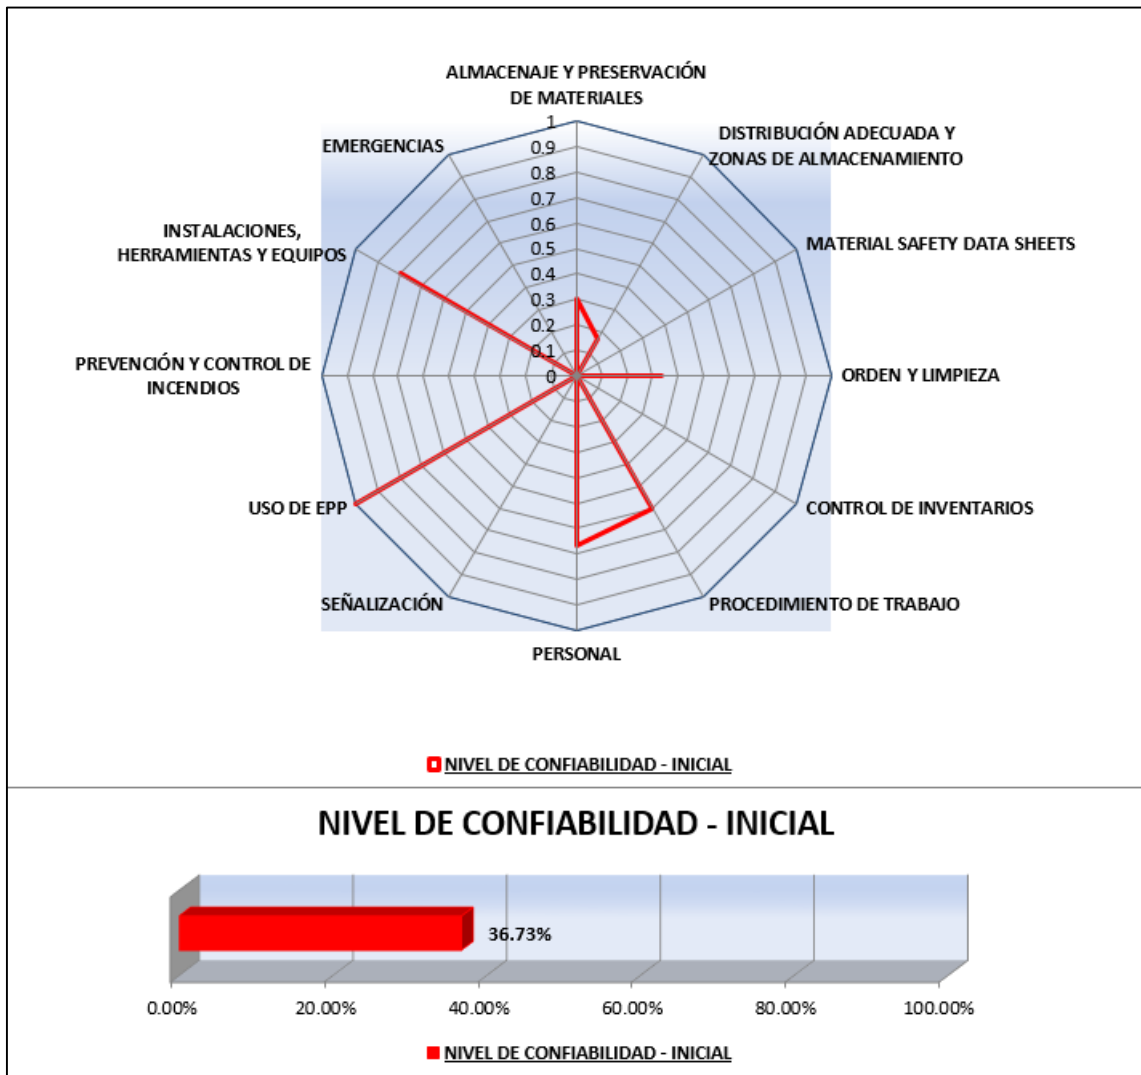 ALMACENAJE Y PRESERVACIÓN
DE MATERIALES
DISTRIBUCIÓN ADECUADA Y
ZONAS DE ALMACENAMIENTO
MATERIAL SAFETY DATA SHEETS
ORDEN Y LIMPIEZA
CONTROL DE INVENTARIOS
PROCEDIMIENTO DE TRABAJO
PERSONAL
SEÑALIZACIÓN
USO DE EPP
PREVENCIÓN Y CONTROL DE
INCENDIOS
INSTALACIONES,
HERRAMIENTAS Y EQUIPOS
EMERGENCIAS
1
0.9
0.8
0.7
0.6
0.5
0.4
0.3
0.2
0.1
0
NIVEL DE CONFIABILIDAD - INICIAL
NIVEL DE CONFIABILIDAD - INICIAL
36.73%
0.00% 20.00% 40.00% 60.00% 80.00% 100.00%
NIVEL DE CONFIABILIDAD - INICIAL